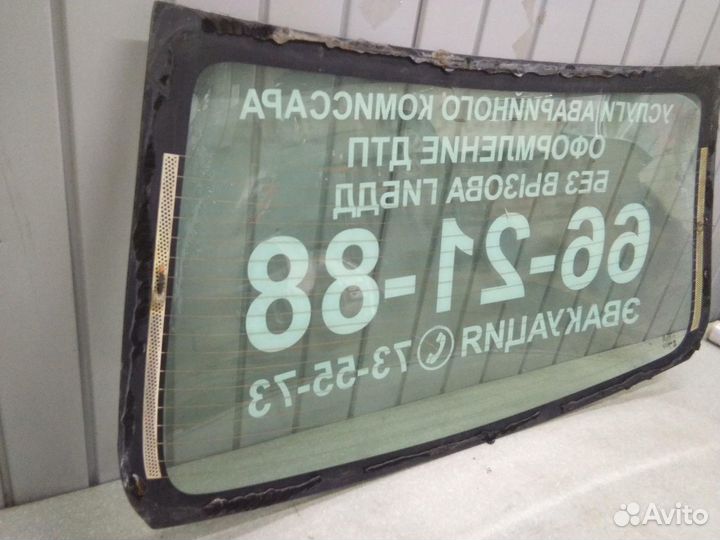 УСЛУГИ АВАРИЙНОГО КОМИССАРА
ОФОРМЛЕНИЕ ДТП
БЕЗ ВЫЗОВА ГИБДД
66-21-88
ЭВАКУАЦИЯ 73-55-73
Avito